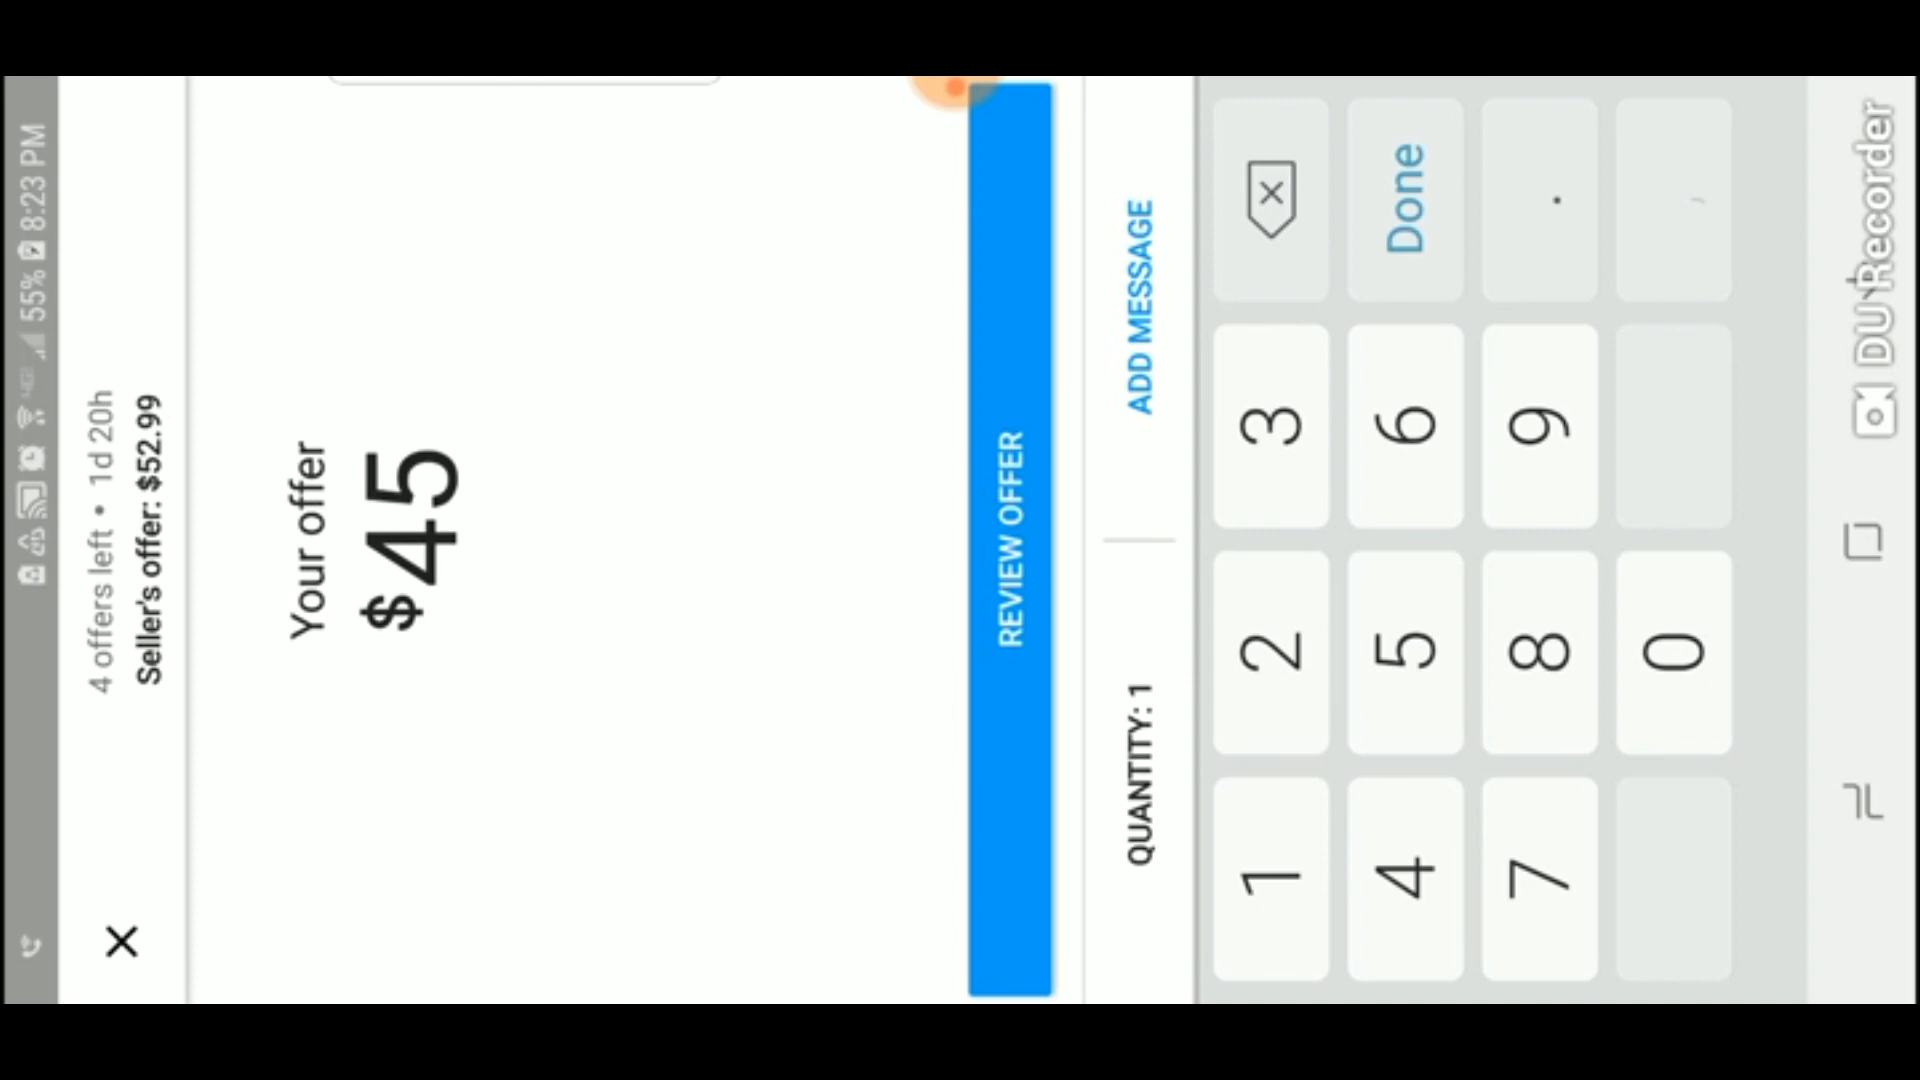 55% 8:23 PM
4 offers left • 1d 20h
Seller's offer: $52.99
Your offer
$45
REVIEW OFFER
QUANTITY: 1
ADD MESSAGE
1 2 3
4 5 6 Done
7 8 9 .
0 ,
DU Recorder